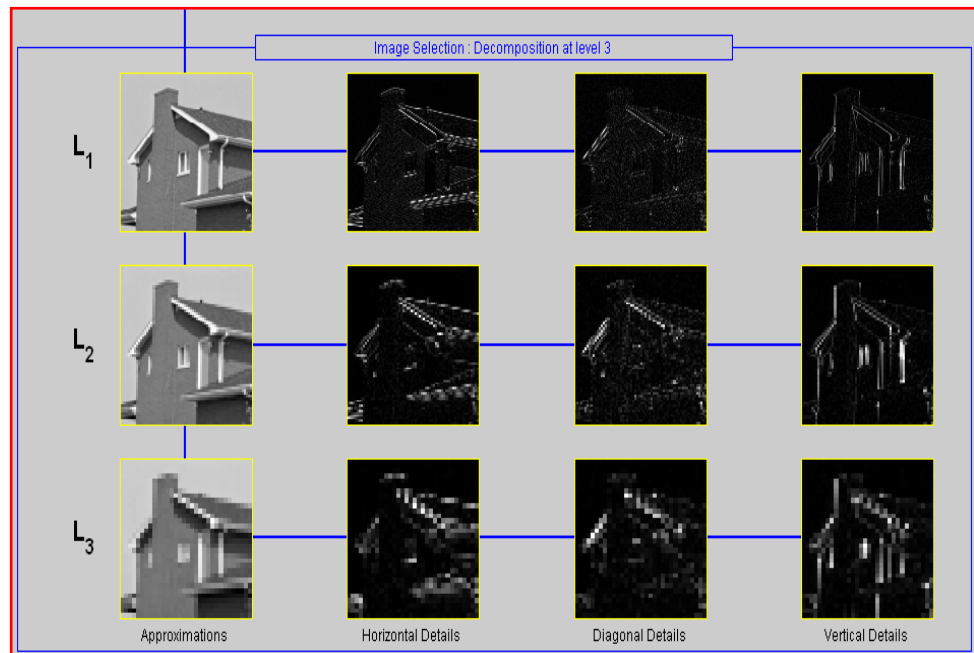 Image Selection : Decomposition at level 3
L1
L2
L3
Approximations Horizontal Details Diagonal Details Vertical Details